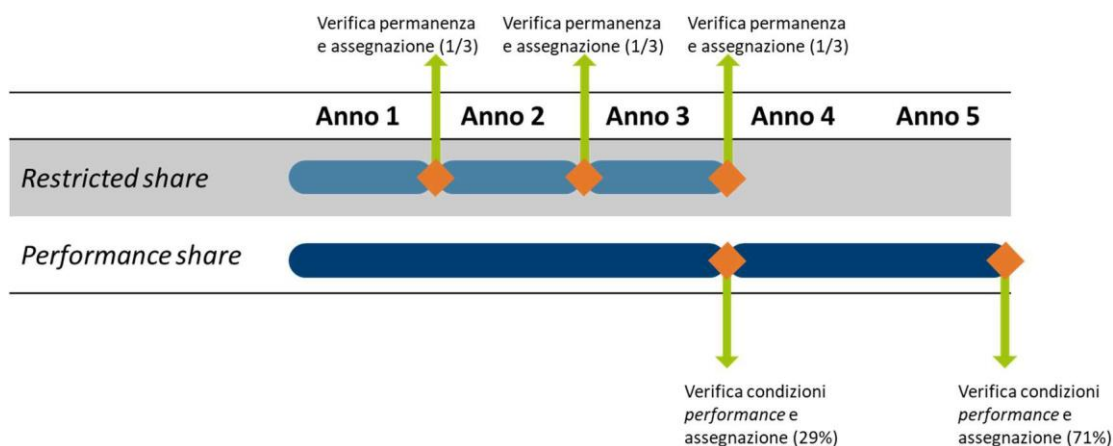 Verifica permanenza
e assegnazione (1/3)
Verifica permanenza
e assegnazione (1/3)
Verifica permanenza
e assegnazione (1/3)
Anno 1 Anno 2 Anno 3 Anno 4 Anno 5
Restricted share
Performance share
Verifica condizioni
performance e
assegnazione (29%)
Verifica condizioni
performance e
assegnazione (71%)